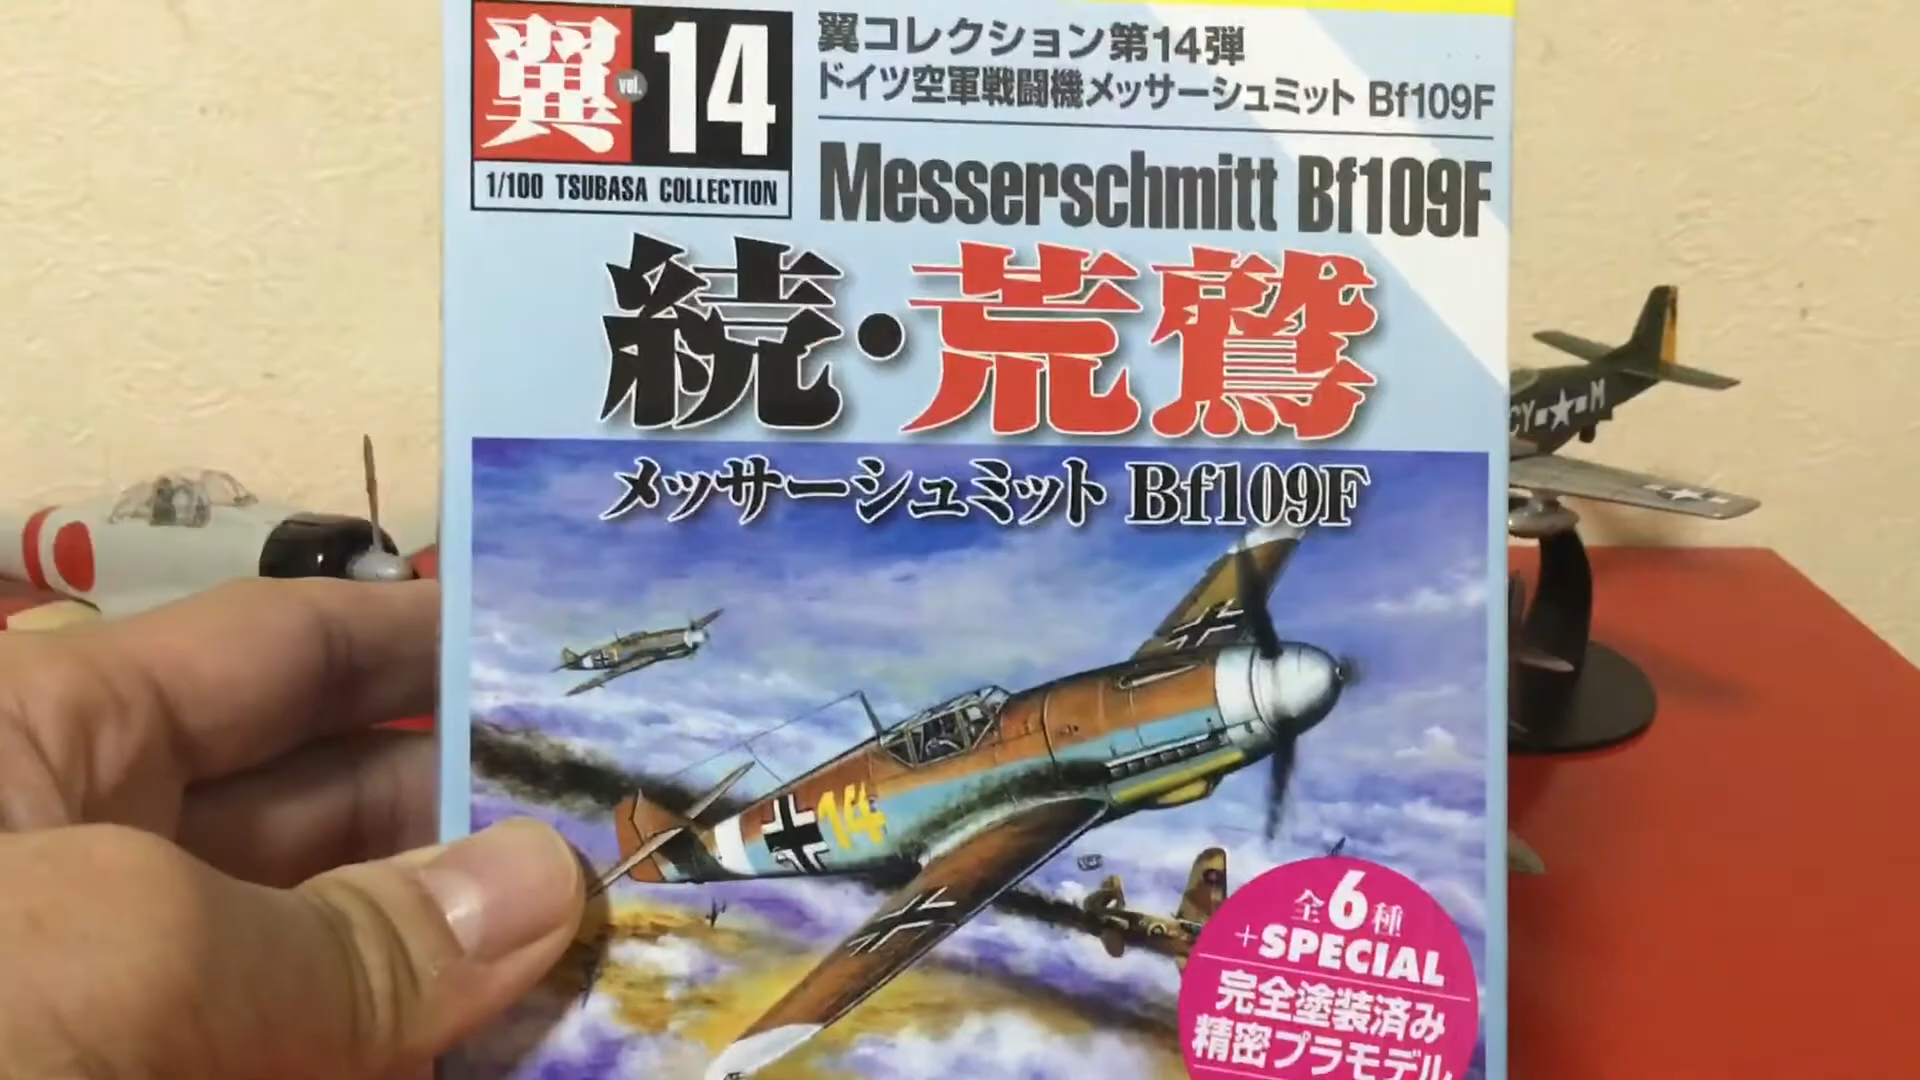 翼 vol. 14
1/100 TSUBASA COLLECTION
翼コレクション第14弾
ドイツ空軍戦闘機メッサーシュミット Bf109F
Messerschmitt Bf109F
続・荒鷲
メッサーシュミット Bf109F
14
CY M
全6種
+SPECIAL
完全塗装済み
精密プラモデル